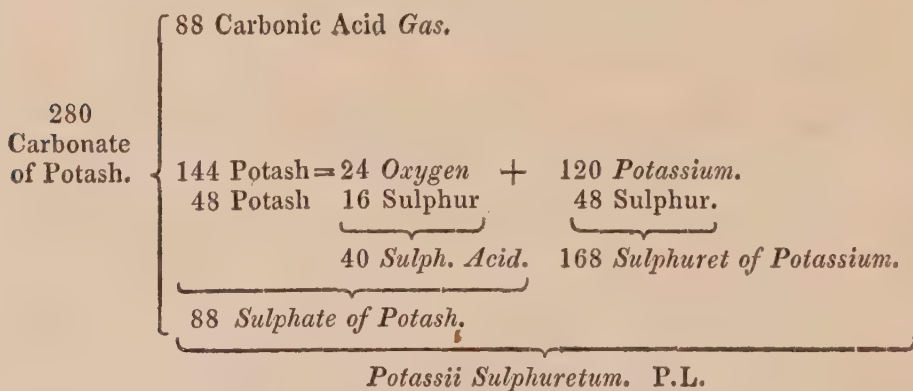 88 Carbonic Acid Gas.
280
Carbonate
of Potash.
144 Potash = 24 Oxygen + 120 Potassium.
48 Potash 16 Sulphur 48 Sulphur.
40 Sulph. Acid. 168 Sulphuret of Potassium.
88 Sulphate of Potash.
Potassii Sulphuretum. P.L.